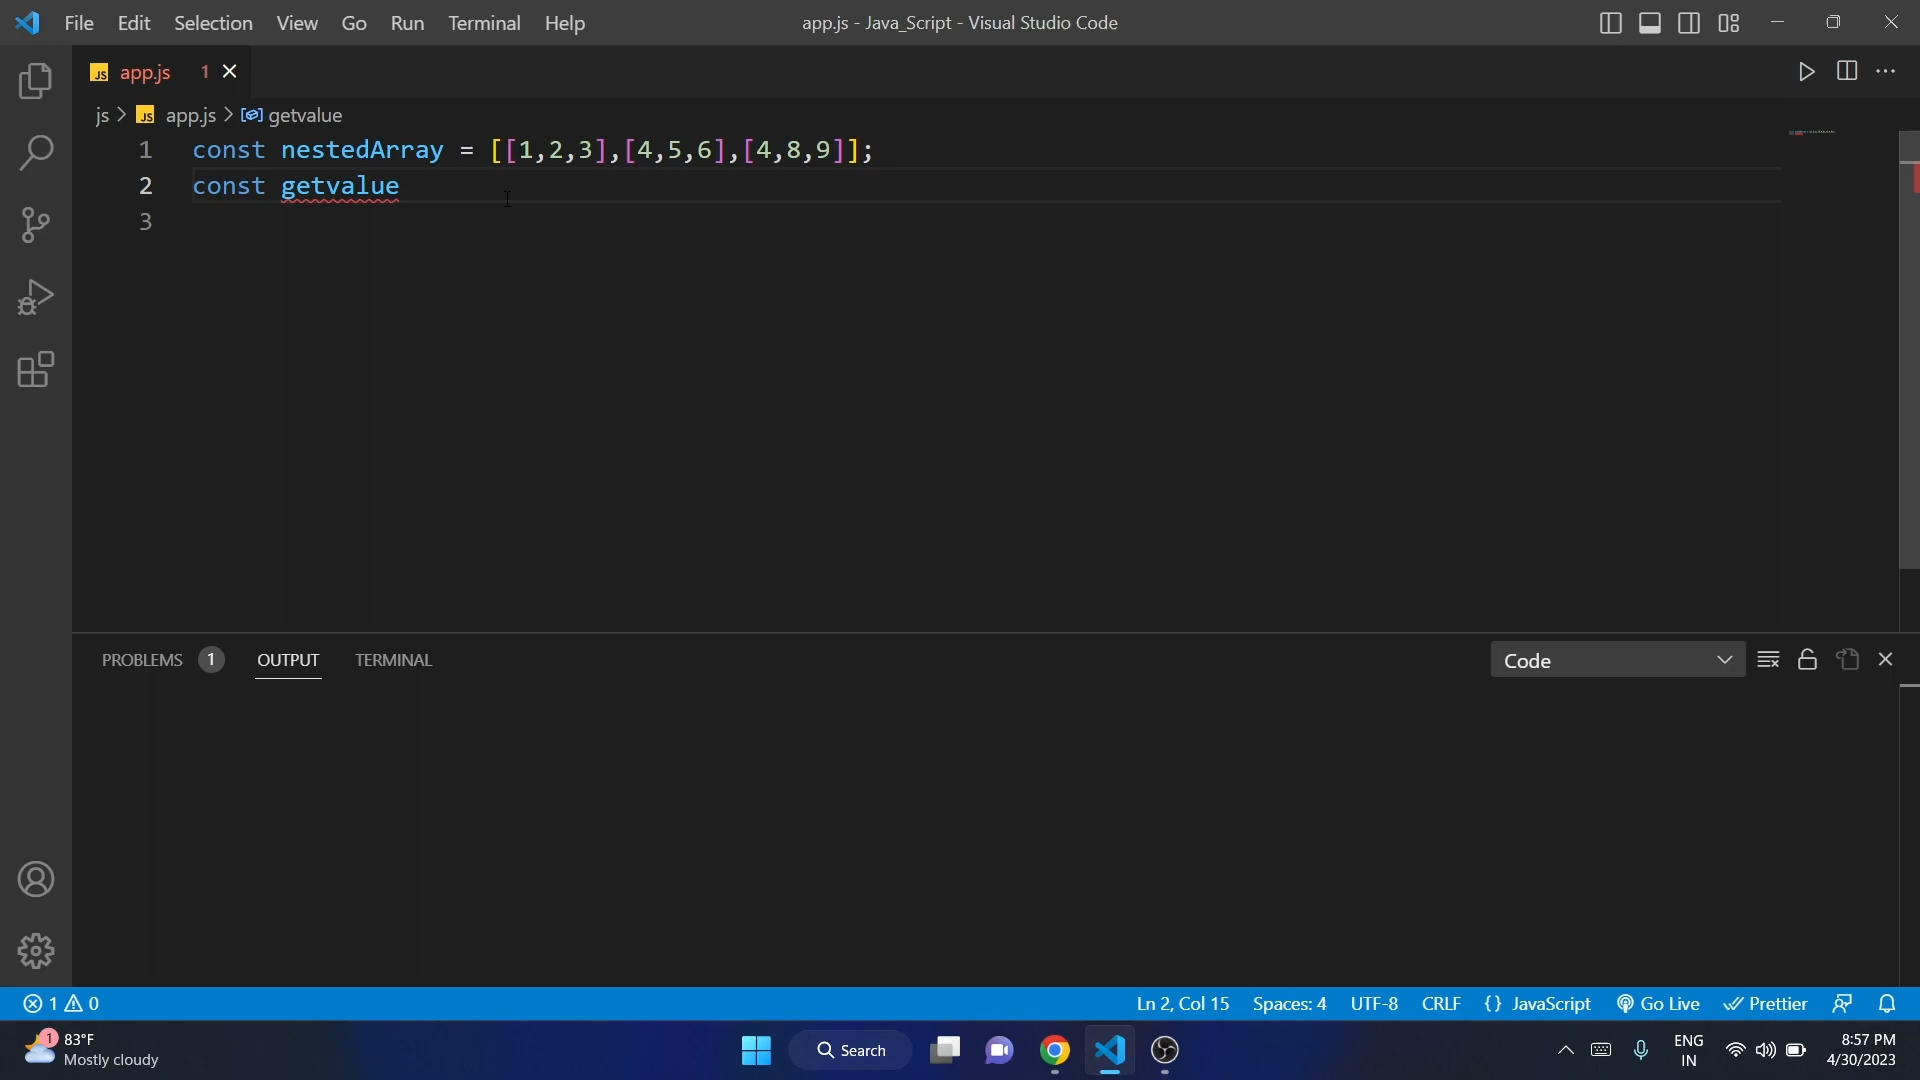 File Edit Selection View Go Run Terminal Help app.js - Java_Script - Visual Studio Code
JS app.js 1
js > JS app.js > getvalue
1 const nestedArray = [[1,2,3],[4,5,6],[4,8,9]];
2 const getvalue
3
PROBLEMS 1 OUTPUT TERMINAL Code
1 0 Ln 2, Col 15 Spaces: 4 UTF-8 CRLF {} JavaScript Go Live Prettier
1 83°F Search ENG 8:57 PM
Mostly cloudy IN 4/30/2023